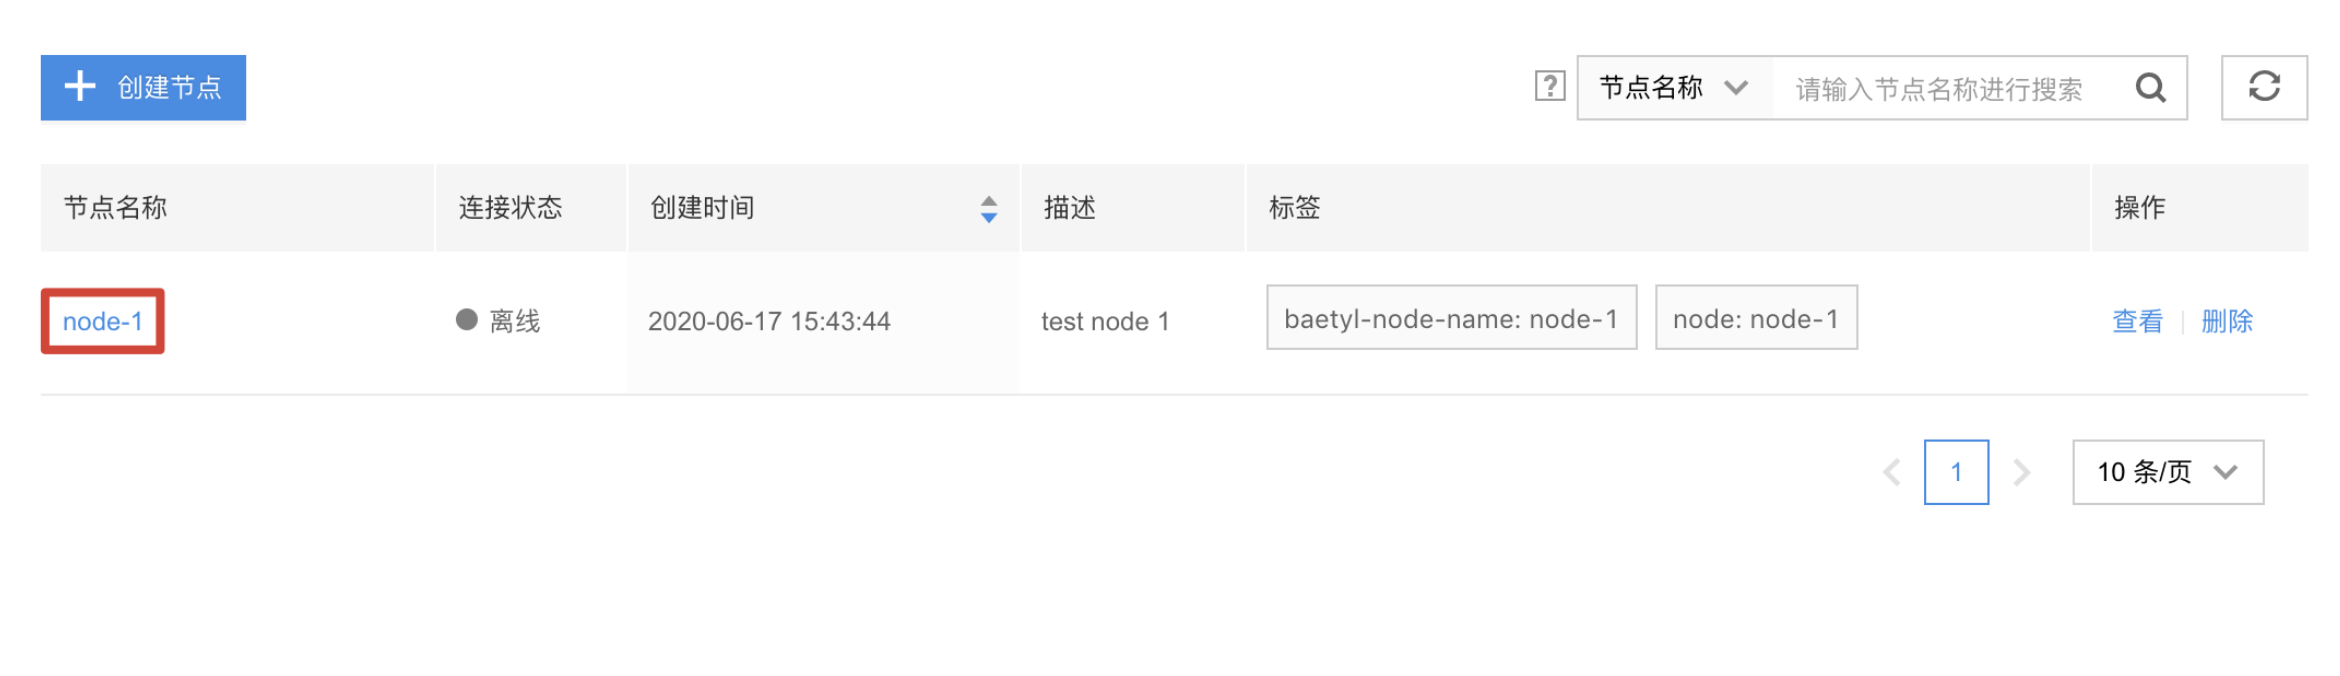 创建节点 ? 节点名称 请输入节点名称进行搜索
节点名称 连接状态 创建时间 描述 标签 操作
node-1 离线 2020-06-17 15:43:44 test node 1 baetyl-node-name: node-1 node: node-1 查看 删除
1 10 条/页